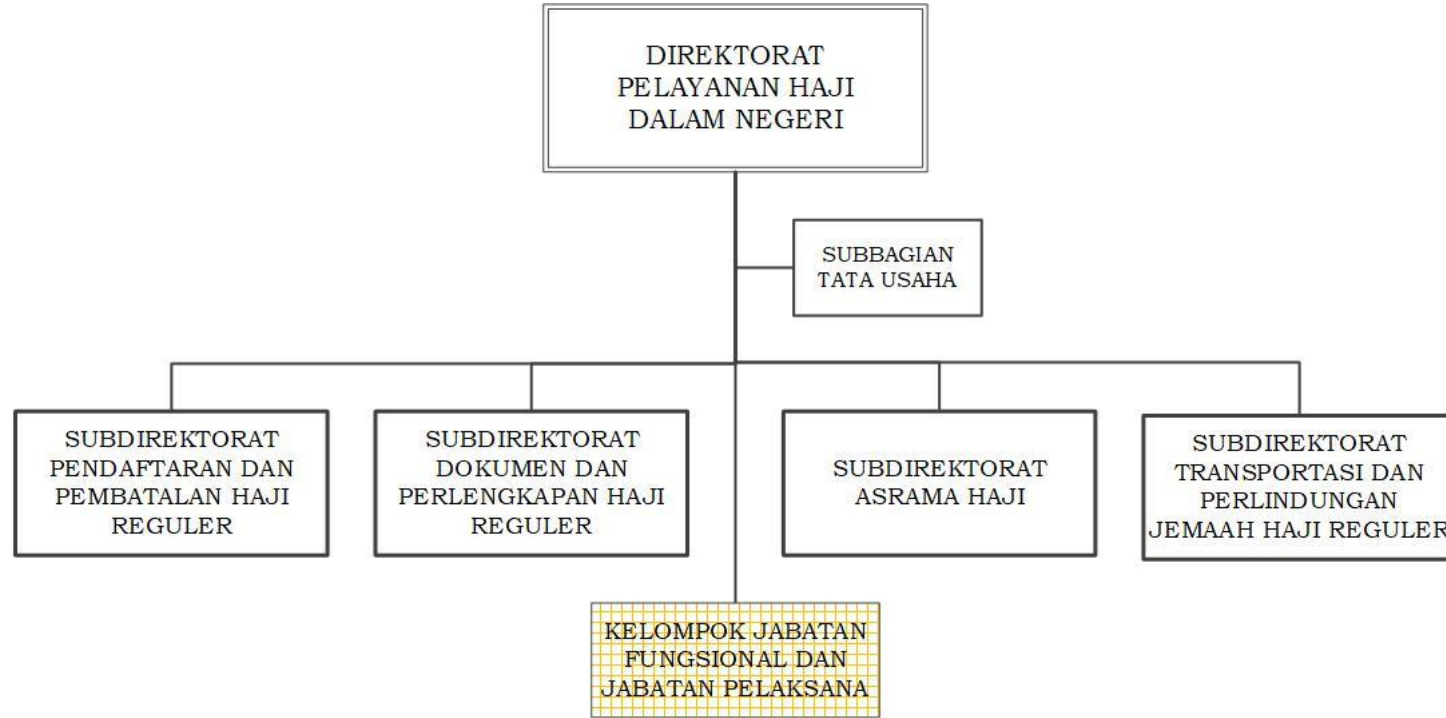 DIREKTORAT
PELAYANAN HAJI
DALAM NEGERI
SUBBAGIAN
TATA USAHA
SUBDIREKTORAT
PENDAFTARAN DAN
PEMBATALAN HAJI
REGULER
SUBDIREKTORAT
DOKUMEN DAN
PERLENGKAPAN HAJI
REGULER
SUBDIREKTORAT
ASRAMA HAJI
SUBDIREKTORAT
TRANSPORTASI DAN
PERLINDUNGAN
JEMAAH HAJI REGULER
KELOMPOK JABATAN
FUNGSIONAL DAN
JABATAN PELAKSANA